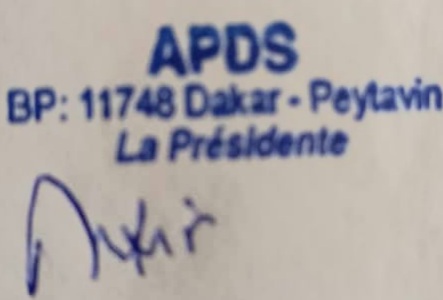 APDS
BP: 11748 Dakar - Peytavin
La Présidente